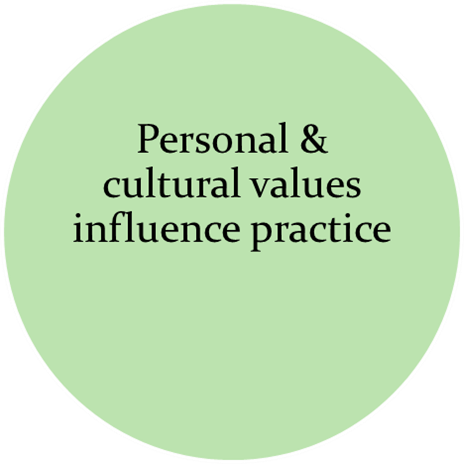 Personal &
cultural values
influence practice